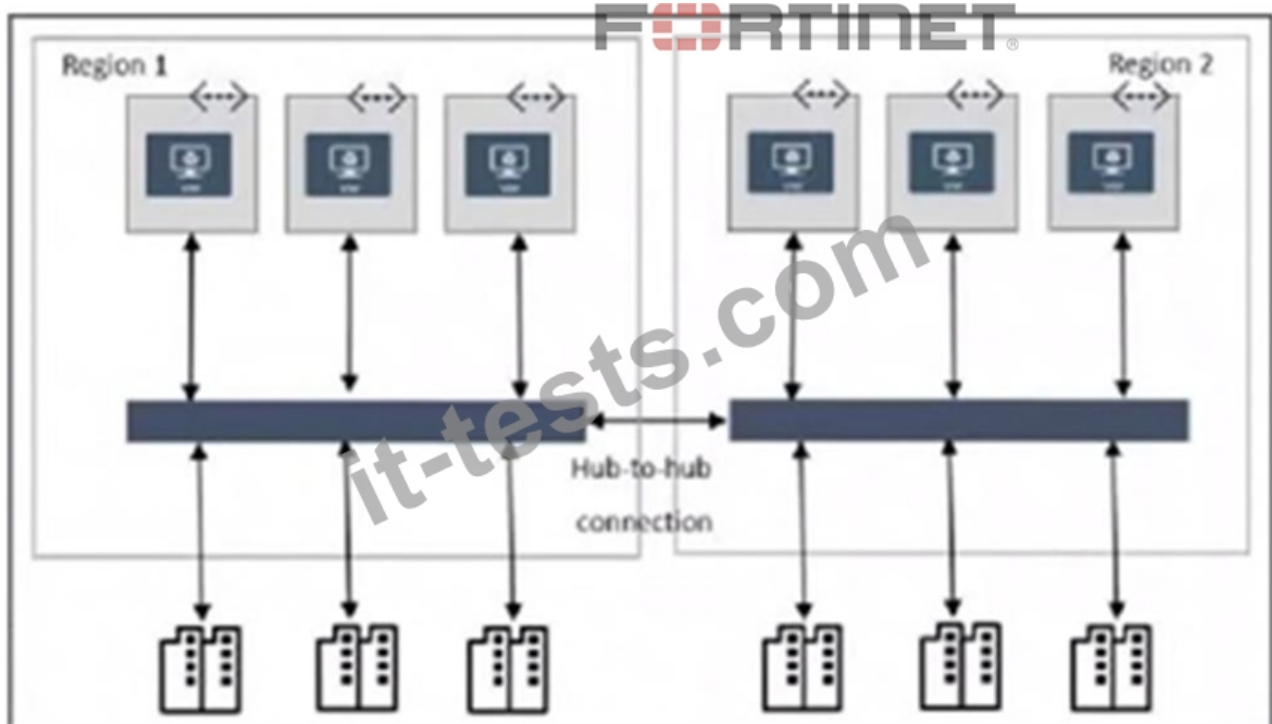 FORTINET®
Region 1
Region 2
it-tests.com
Hub-to-hub
connection